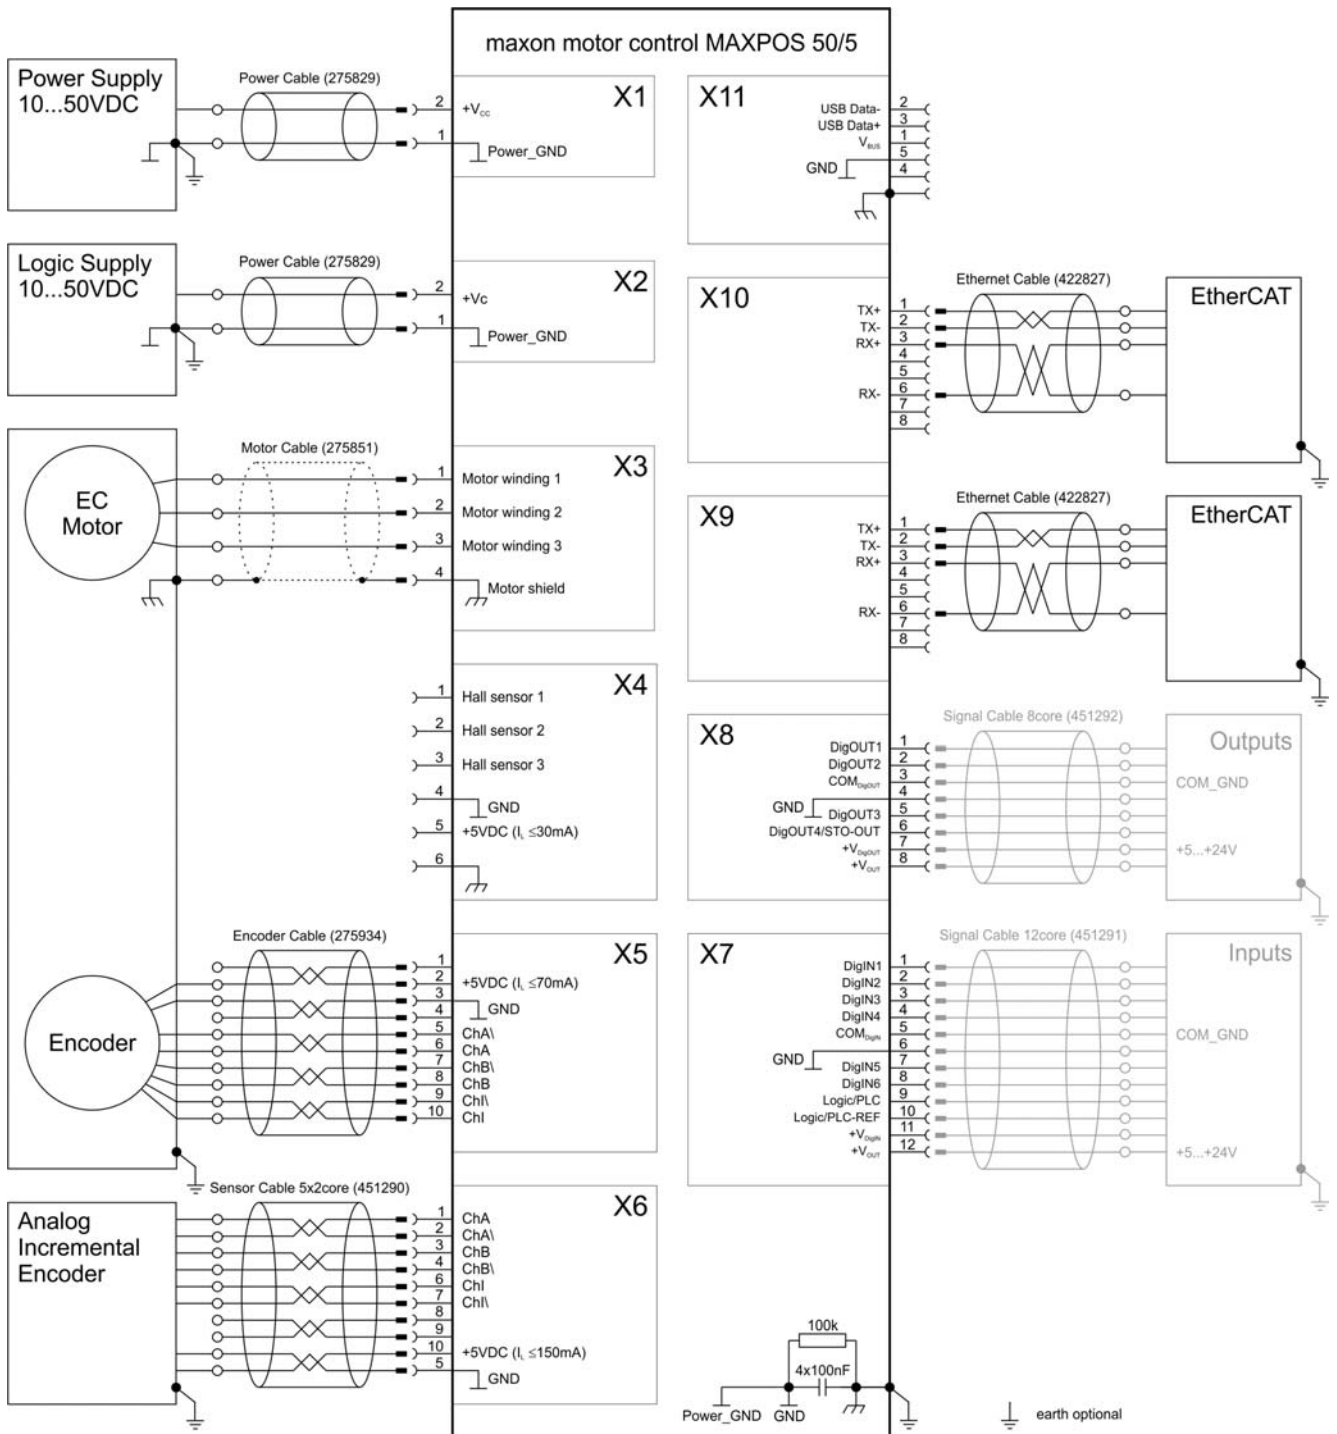 maxon motor control MAXPOS 50/5
Power Supply
10...50VDC
Power Cable (275829)
X1
2
+Vcc
1
Power_GND
Logic Supply
10...50VDC
Power Cable (275829)
X2
2
+Vc
1
Power_GND
EC
Motor
Motor Cable (275851)
X3
1
Motor winding 1
2
Motor winding 2
3
Motor winding 3
4
Motor shield
X4
1
Hall sensor 1
2
Hall sensor 2
3
Hall sensor 3
4
GND
5
+5VDC (IL ≤30mA)
6
Encoder
Encoder Cable (275934)
X5
1
2
+5VDC (IL ≤70mA)
3
GND
4
5
ChA\
6
ChA
7
ChB\
8
ChB
9
ChI\
10
ChI
Analog
Incremental
Encoder
Sensor Cable 5x2core (451290)
X6
1
ChA
2
ChA\
3
ChB
4
ChB\
6
ChI
7
ChI\
8
9
10
+5VDC (IL ≤150mA)
5
GND
X11
USB Data-
2
USB Data+
3
VBUS
1
GND
5
4
X10
TX+
1
TX-
2
RX+
3
4
5
RX-
6
7
8
Ethernet Cable (422827)
EtherCAT
X9
TX+
1
TX-
2
RX+
3
4
5
RX-
6
7
8
Ethernet Cable (422827)
EtherCAT
X8
DigOUT1
1
DigOUT2
2
COMDigOUT
3
GND
4
DigOUT3
5
DigOUT4/STO-OUT
6
+VDigOUT
7
+VOUT
8
Signal Cable 8core (451292)
Outputs
COM_GND
+5...+24V
X7
DigIN1
1
DigIN2
2
DigIN3
3
DigIN4
4
COMDigIN
5
GND
6
DigIN5
7
DigIN6
8
Logic/PLC
9
Logic/PLC-REF
10
+VDigIN
11
+VOUT
12
Signal Cable 12core (451291)
Inputs
COM_GND
+5...+24V
100k
4x100nF
Power_GND
GND
earth optional